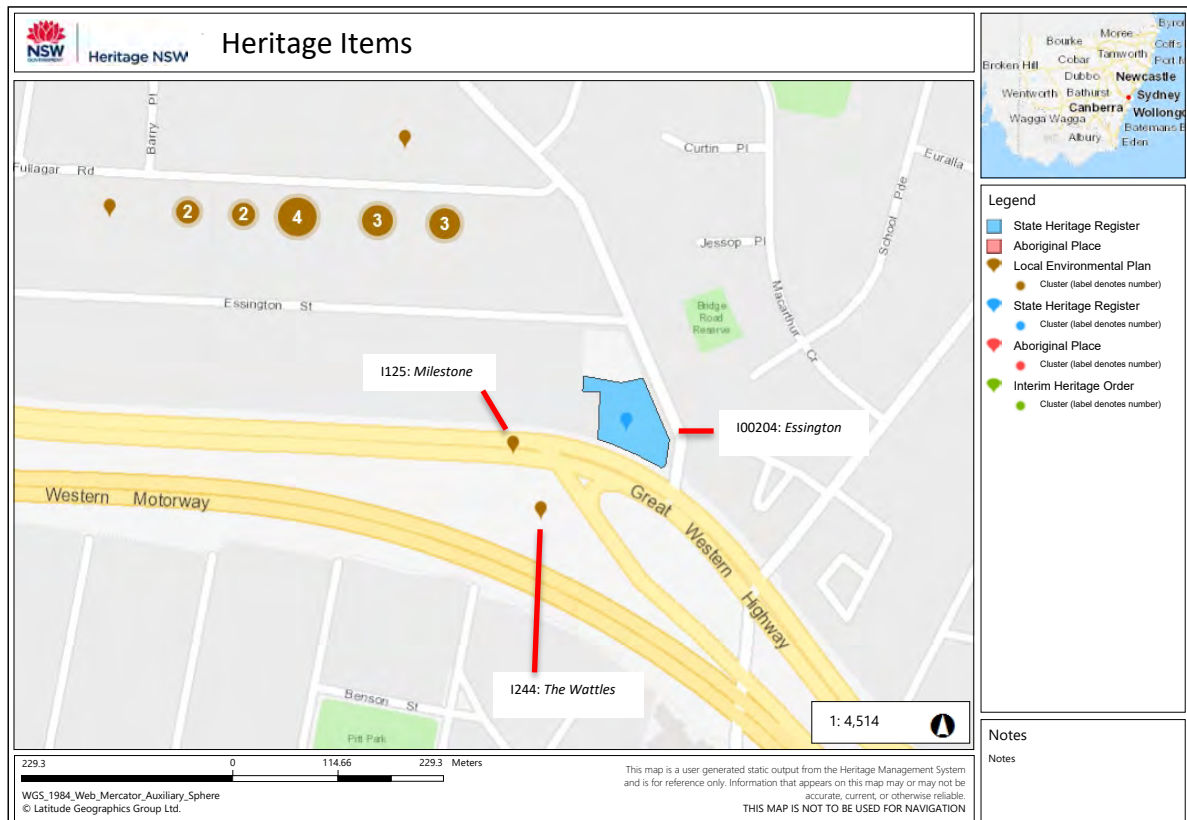 NSW
GOVERNMENT
Heritage NSW
Heritage Items
Barry Pl
Fullagar Rd
2
2
4
3
3
Curtin Pl
Euralla
School Pde
Jessop Pl
Macarthur Cr
Essington St
Bridge
Road
Reserve
I125: Milestone
I00204: Essington
Western Motorway
Great Western Highway
I244: The Wattles
Benson St
Pitt Park
1: 4,514
229.3 0 114.66 229.3 Meters
WGS_1984_Web_Mercator_Auxiliary_Sphere
© Latitude Geographics Group Ltd.
This map is a user generated static output from the Heritage Management System
and is for reference only. Information that appears on this map may or may not be
accurate, current, or otherwise reliable.
THIS MAP IS NOT TO BE USED FOR NAVIGATION
Byro
Bourke Moree
Coffs
Cobar Tamworth Port M
Broken Hill
Dubbo Newcastle
Wentworth Bathurst Sydney
Canberra Wollongo
Wagga Wagga Batemans B
Albury Eden
Legend
State Heritage Register
Aboriginal Place
Local Environmental Plan
Cluster (label denotes number)
State Heritage Register
Cluster (label denotes number)
Aboriginal Place
Cluster (label denotes number)
Interim Heritage Order
Cluster (label denotes number)
Notes
Notes